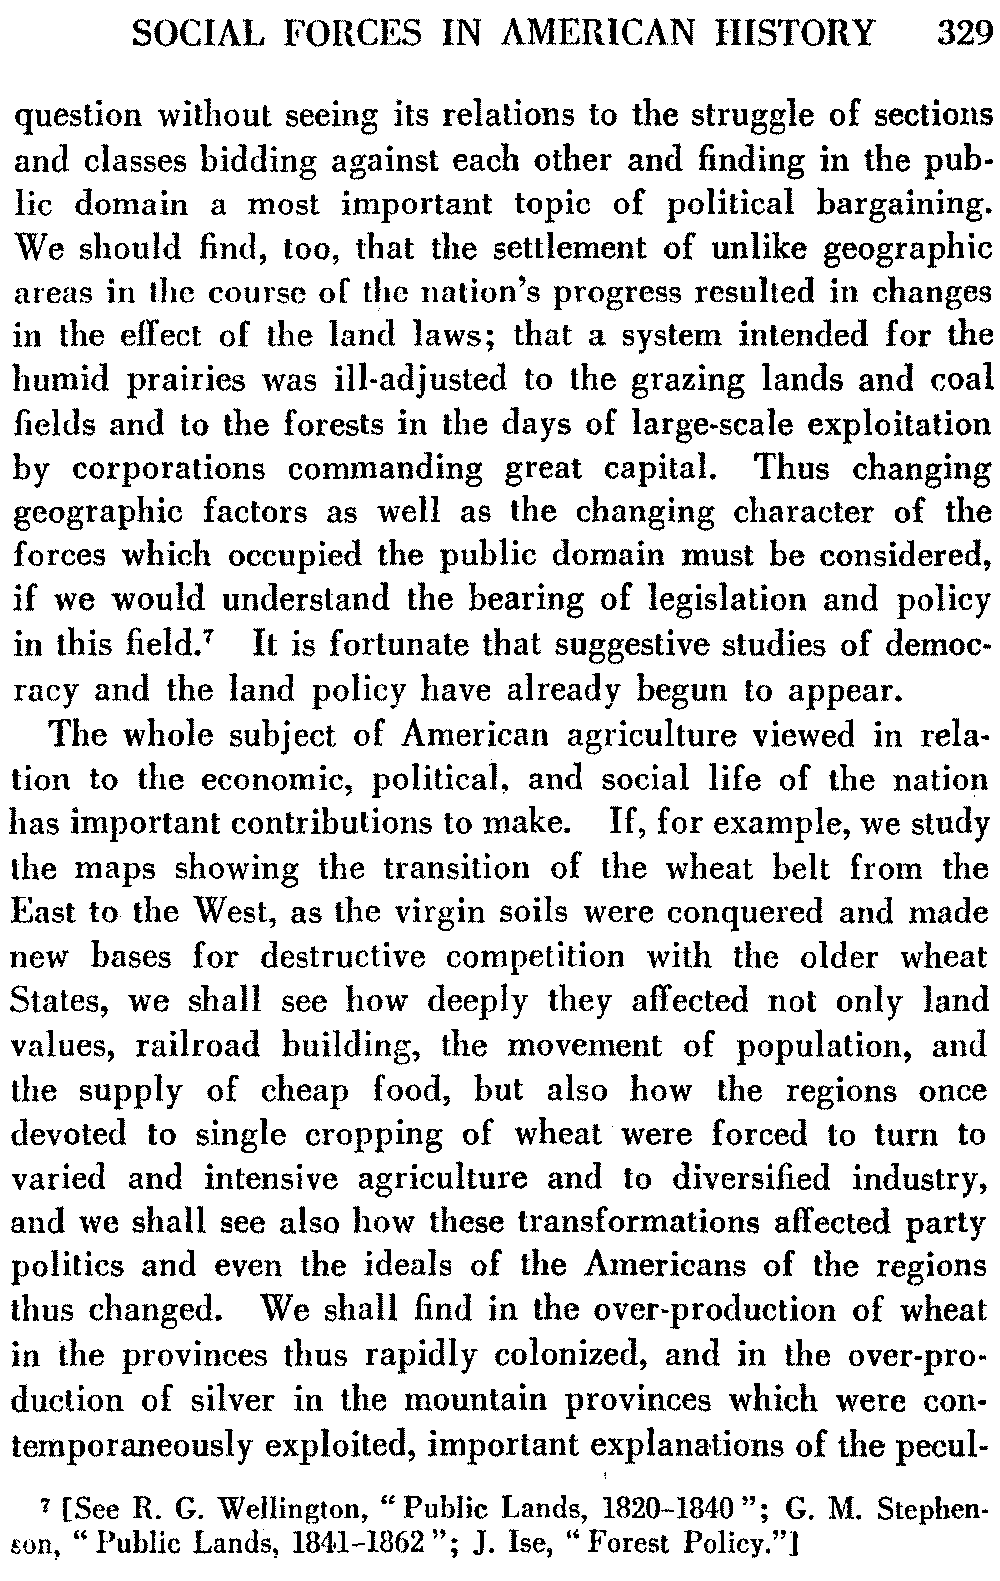 SOCIAL FORCES IN AMERICAN HISTORY 329
question without seeing its relations to the struggle of sections
and classes bidding against each other and finding in the pub-
lic domain a most important topic of political bargaining.
We should find, too, that the settlement of unlike geographic
areas in the course of the nation's progress resulted in changes
in the effect of the land laws; that a system intended for the
humid prairies was ill-adjusted to the grazing lands and coal
fields and to the forests in the days of large-scale exploitation
by corporations commanding great capital. Thus changing
geographic factors as well as the changing character of the
forces which occupied the public domain must be considered,
if we would understand the bearing of legislation and policy
in this field.⁷ It is fortunate that suggestive studies of democ-
racy and the land policy have already begun to appear.
The whole subject of American agriculture viewed in rela-
tion to the economic, political, and social life of the nation
has important contributions to make. If, for example, we study
the maps showing the transition of the wheat belt from the
East to the West, as the virgin soils were conquered and made
new bases for destructive competition with the older wheat
States, we shall see how deeply they affected not only land
values, railroad building, the movement of population, and
the supply of cheap food, but also how the regions once
devoted to single cropping of wheat were forced to turn to
varied and intensive agriculture and to diversified industry,
and we shall see also how these transformations affected party
politics and even the ideals of the Americans of the regions
thus changed. We shall find in the over-production of wheat
in the provinces thus rapidly colonized, and in the over-pro-
duction of silver in the mountain provinces which were con-
temporaneously exploited, important explanations of the pecul-
⁷ [See R. G. Wellington, "Public Lands, 1820–1840"; G. M. Stephen-
son, "Public Lands, 1841–1862"; J. Ise, "Forest Policy."]